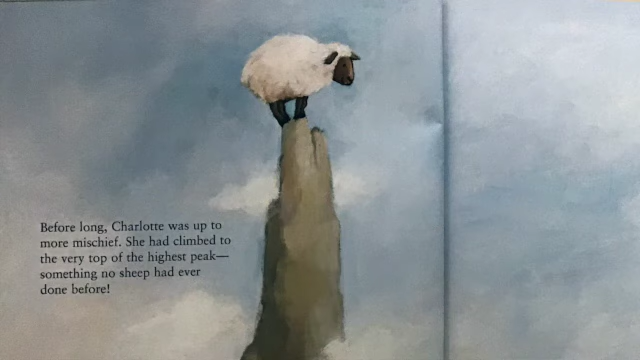 Before long, Charlotte was up to
more mischief. She had climbed to
the very top of the highest peak—
something no sheep had ever
done before!